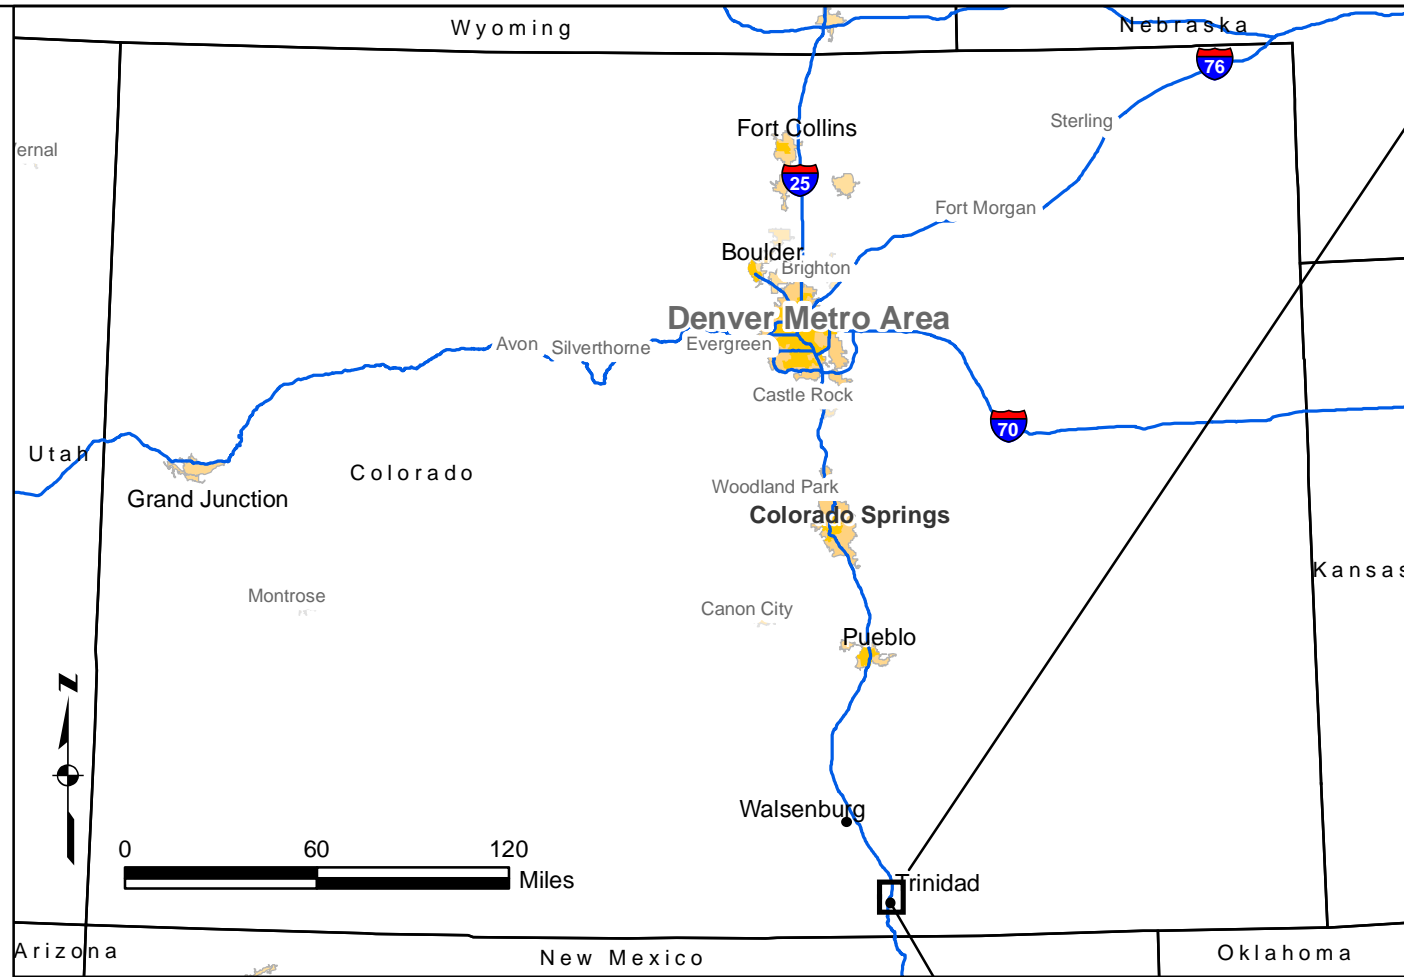 Wyoming
Nebraska
76
Sterling
Fort Collins
ernal
25
Fort Morgan
Boulder
Brighton
Denver Metro Area
Avon
Silverthorne
Evergreen
Castle Rock
70
Utah
Colorado
Grand Junction
Woodland Park
Colorado Springs
Kansas
Montrose
Canon City
Pueblo
N
Walsenburg
0
60
120
Miles
Trinidad
Arizona
New Mexico
Oklahoma